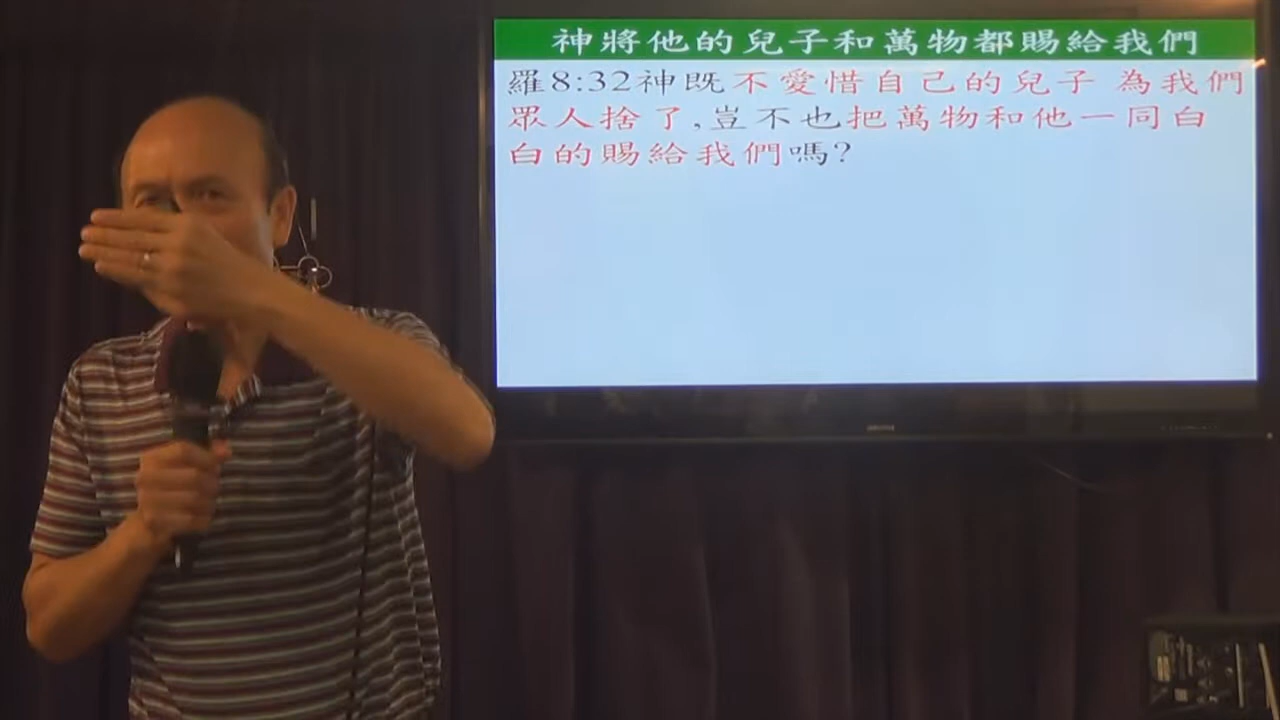 神將他的兒子和萬物都賜給我們
羅8:32神既不愛惜自己的兒子 為我們
眾人捨了,豈不也把萬物和他一同白
白的賜給我們嗎?